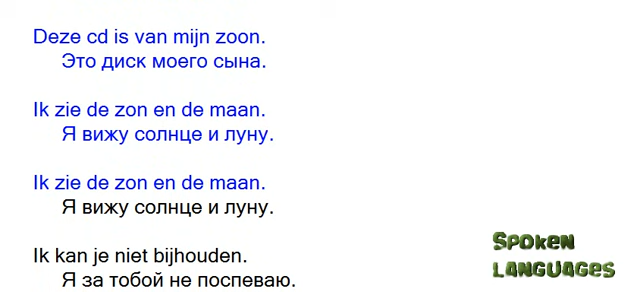 Deze cd is van mijn zoon.
Это диск моего сына.
Ik zie de zon en de maan.
Я вижу солнце и луну.
Ik zie de zon en de maan.
Я вижу солнце и луну.
Ik kan je niet bijhouden.
Я за тобой не поспеваю.
Spoken
Languages